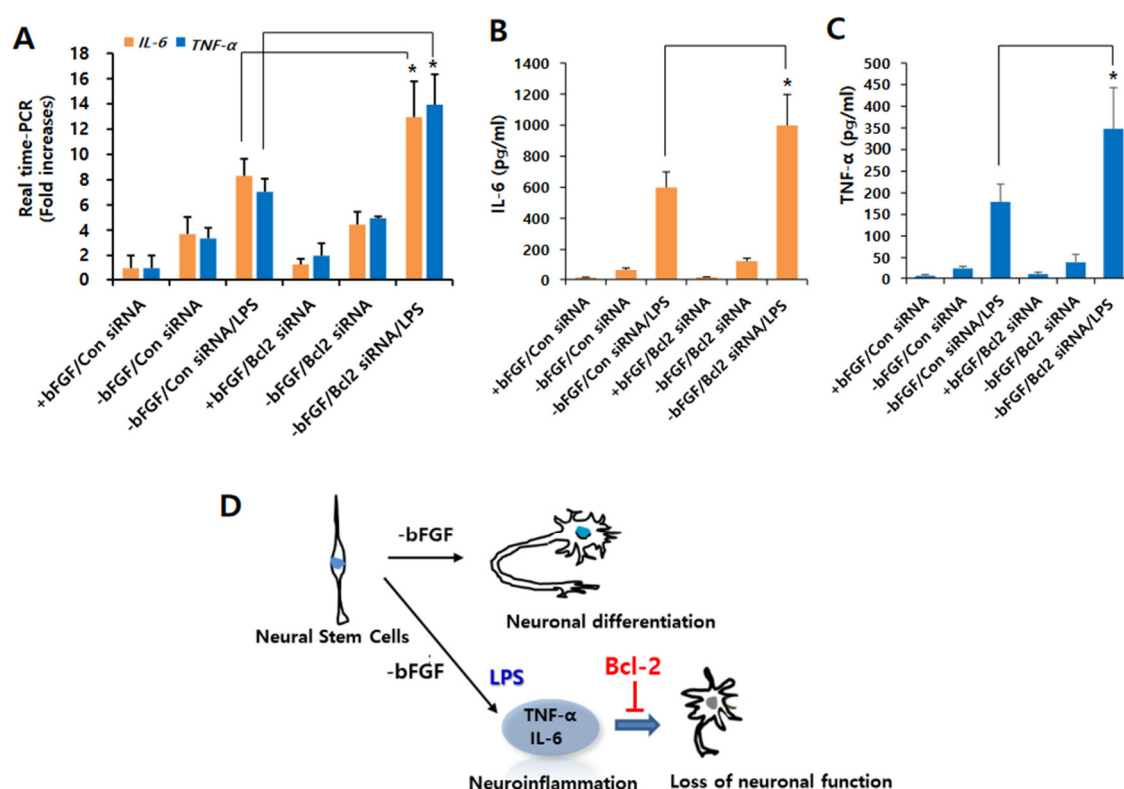 A
IL-6 TNF-α
Real time-PCR
(Fold increases)
18
16
14
12
10
8
6
4
2
0
* *
+bFGF/Con siRNA
-bFGF/Con siRNA
-bFGF/Con siRNA/LPS
+bFGF/Bcl2 siRNA
-bFGF/Bcl2 siRNA
-bFGF/Bcl2 siRNA/LPS
B
IL-6 (pg/ml)
1400
1200
1000
800
600
400
200
0
*
+bFGF/Con siRNA
-bFGF/Con siRNA
-bFGF/Con siRNA/LPS
+bFGF/Bcl2 siRNA
-bFGF/Bcl2 siRNA
-bFGF/Bcl2 siRNA/LPS
C
TNF-α (pg/ml)
500
450
400
350
300
250
200
150
100
50
0
*
+bFGF/Con siRNA
-bFGF/Con siRNA
-bFGF/Con siRNA/LPS
+bFGF/Bcl2 siRNA
-bFGF/Bcl2 siRNA
-bFGF/Bcl2 siRNA/LPS
D
-bFGF
Neural Stem Cells
Neuronal differentiation
-bFGF
LPS
Bcl-2
TNF-α
IL-6
Neuroinflammation
Loss of neuronal function